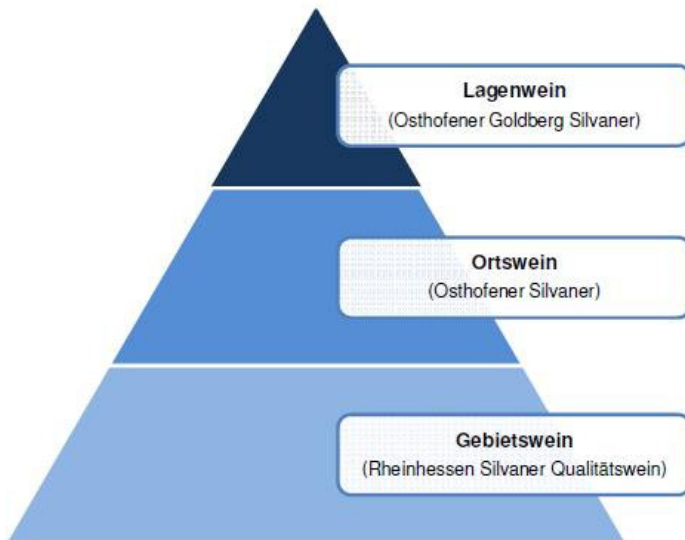 Lagenwein
(Osthofener Goldberg Silvaner)
Ortswein
(Osthofener Silvaner)
Gebietswein
(Rheinhessen Silvaner Qualitätswein)